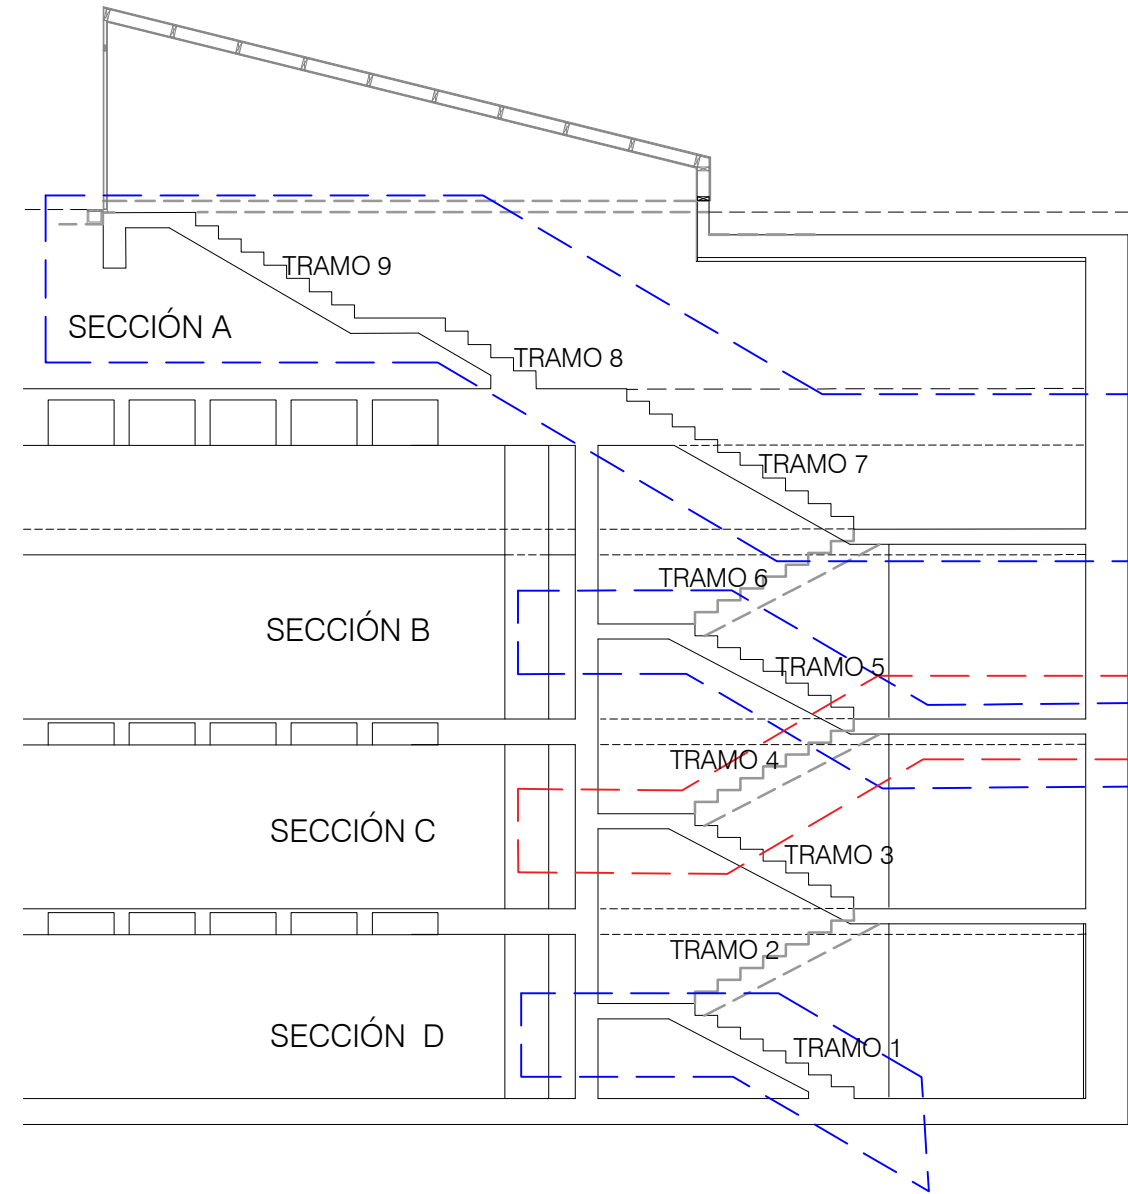 TRAMO 9
SECCIÓN A
TRAMO 8
TRAMO 7
TRAMO 6
SECCIÓN B
TRAMO 5
TRAMO 4
SECCIÓN C
TRAMO 3
TRAMO 2
SECCIÓN D
TRAMO 1